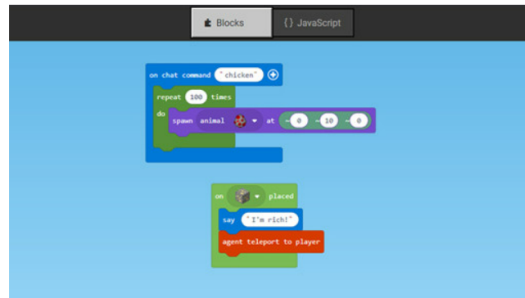 Blocks
{ } JavaScript
on chat command "chicken"
repeat 100 times
do
spawn animal at ~0 ~10 ~0
on placed
say "I'm rich!"
agent teleport to player